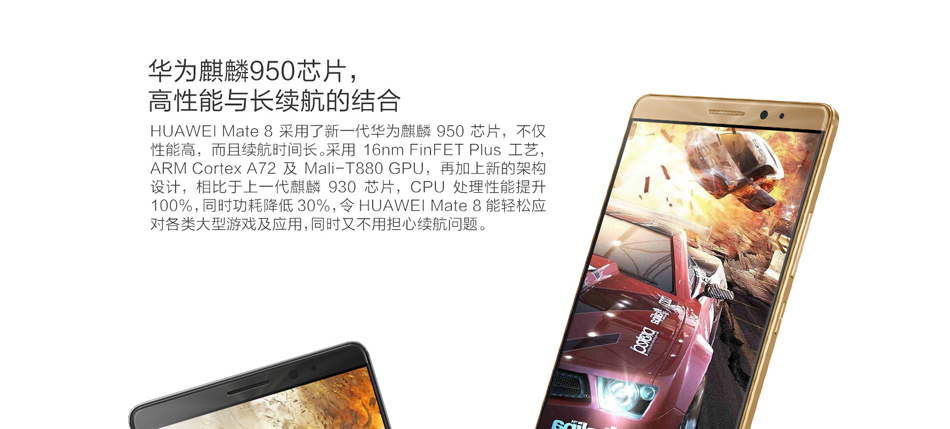 华为麒麟950芯片，
高性能与长续航的结合
HUAWEI Mate 8 采用了新一代华为麒麟 950 芯片，不仅
性能高，而且续航时间长。采用 16nm FinFET Plus 工艺，
ARM Cortex A72 及 Mali-T880 GPU，再加上新的架构
设计，相比于上一代麒麟 930 芯片，CPU 处理性能提升
100%，同时功耗降低 30%，令 HUAWEI Mate 8 能轻松应
对各类大型游戏及应用，同时又不用担心续航问题。